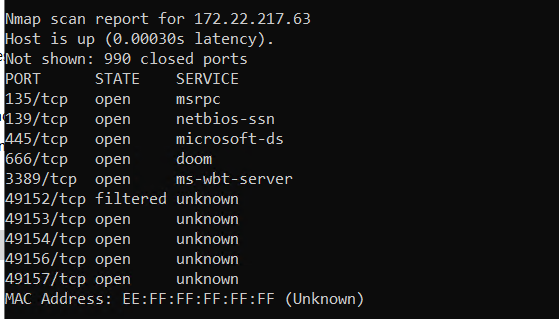 Nmap scan report for 172.22.217.63
Host is up (0.00030s latency).
Not shown: 990 closed ports
PORT      STATE    SERVICE
135/tcp   open     msrpc
139/tcp   open     netbios-ssn
445/tcp   open     microsoft-ds
666/tcp   open     doom
3389/tcp  open     ms-wbt-server
49152/tcp filtered unknown
49153/tcp open     unknown
49154/tcp open     unknown
49156/tcp open     unknown
49157/tcp open     unknown
MAC Address: EE:FF:FF:FF:FF:FF (Unknown)